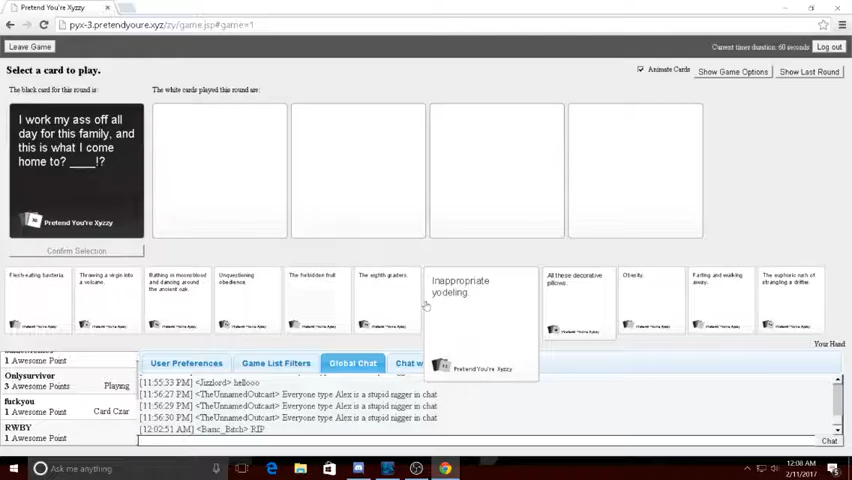 Pretend You're Xyzzy
pyx-3.pretendyoure.xyz/zy/game.jsp#game=1
Leave Game
Current timer duration: 60 seconds
Log out
Select a card to play.
Animate Cards
Show Game Options
Show Last Round
The black card for this round is:
The white cards played this round are:
I work my ass off all
day for this family, and
this is what I come
home to? ____!?
Pretend You're Xyzzy
Confirm Selection
Flesh-eating bacteria.
Throwing a virgin into
a volcano.
Bathing in moonblood
and dancing around
the ancient oak.
Unquestioning
obedience.
The forbidden fruit.
The eighth graders.
Inappropriate
yodeling.
All these decorative
pillows.
Obesity.
Farting and walking
away.
The euphoric rush of
strangling a drifter.
Pretend You're Xyzzy
Your Hand
1 Awesome Point
Onlysurvivor
3 Awesome Points
Playing
furkyou
1 Awesome Point
Card Czar
RWBY
1 Awesome Point
User Preferences
Game List Filters
Global Chat
Chat w
[11:55:33 PM] <Jizzlord> hellooo
[11:56:27 PM] <TheUnnamedOutcast> Everyone type Alex is a stupid nagger in chat
[11:56:29 PM] <TheUnnamedOutcast> Everyone type Alex is a stupid nagger in chat
[11:56:30 PM] <TheUnnamedOutcast> Everyone type Alex is a stupid nagger in chat
[12:02:51 AM] <Basic_Bitch> RIP
Chat
Ask me anything
12:08 AM
2/11/2017